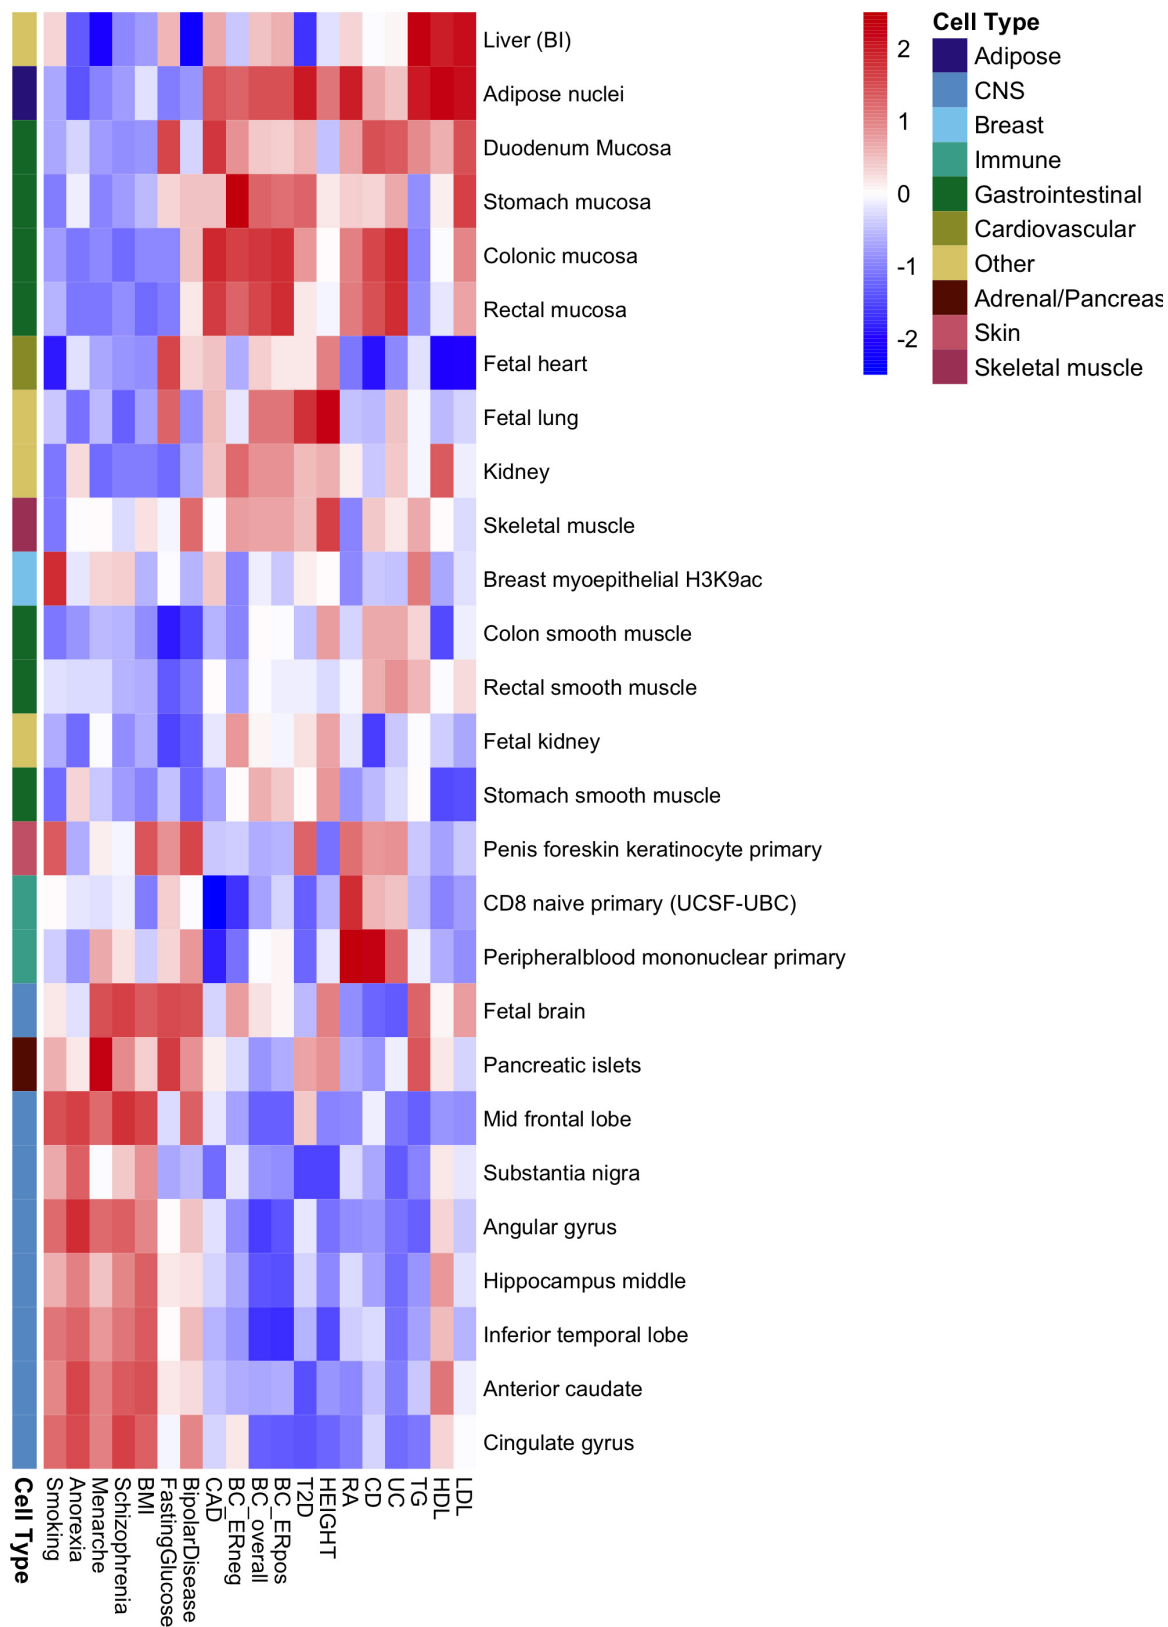 Liver (BI)
Adipose nuclei
Duodenum Mucosa
Stomach mucosa
Colonic mucosa
Rectal mucosa
Fetal heart
Fetal lung
Kidney
Skeletal muscle
Breast myoepithelial H3K9ac
Colon smooth muscle
Rectal smooth muscle
Fetal kidney
Stomach smooth muscle
Penis foreskin keratinocyte primary
CD8 naive primary (UCSF-UBC)
Peripheralblood mononuclear primary
Fetal brain
Pancreatic islets
Mid frontal lobe
Substantia nigra
Angular gyrus
Hippocampus middle
Inferior temporal lobe
Anterior caudate
Cingulate gyrus
Cell Type
Smoking
Anorexia
Menarche
Schizophrenia
BMI
FastingGlucose
BipolarDisease
CAD
BC_ERneg
BC_overall
BC_ERpos
T2D
HEIGHT
RA
CD
UC
TG
HDL
LDL
2
1
0
-1
-2
Cell Type
Adipose
CNS
Breast
Immune
Gastrointestinal
Cardiovascular
Other
Adrenal/Pancreas
Skin
Skeletal muscle